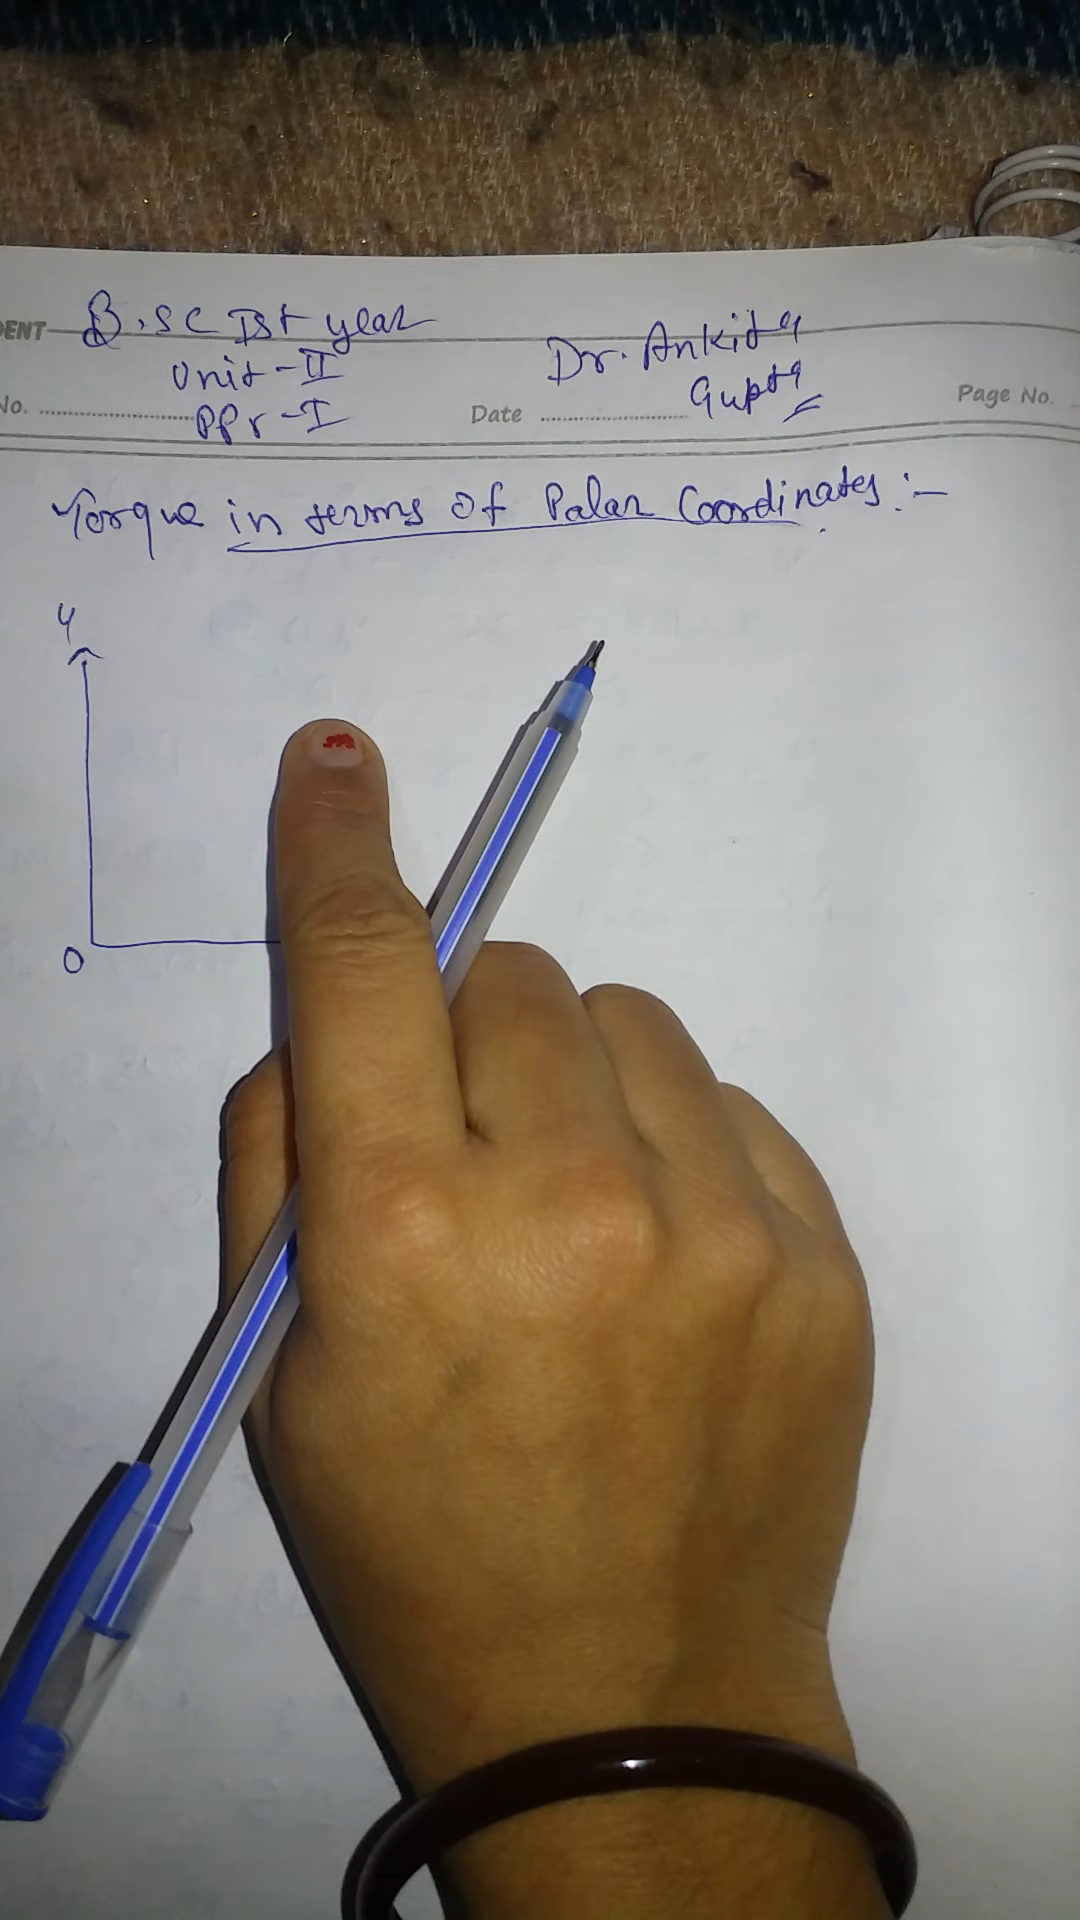 DENT B.SC Ist year
Unit-II
Dr. Ankita
Gupta
No. PPr-I
Date
Page No.
Torque in terms of Polar Coordinates :-
Y
O